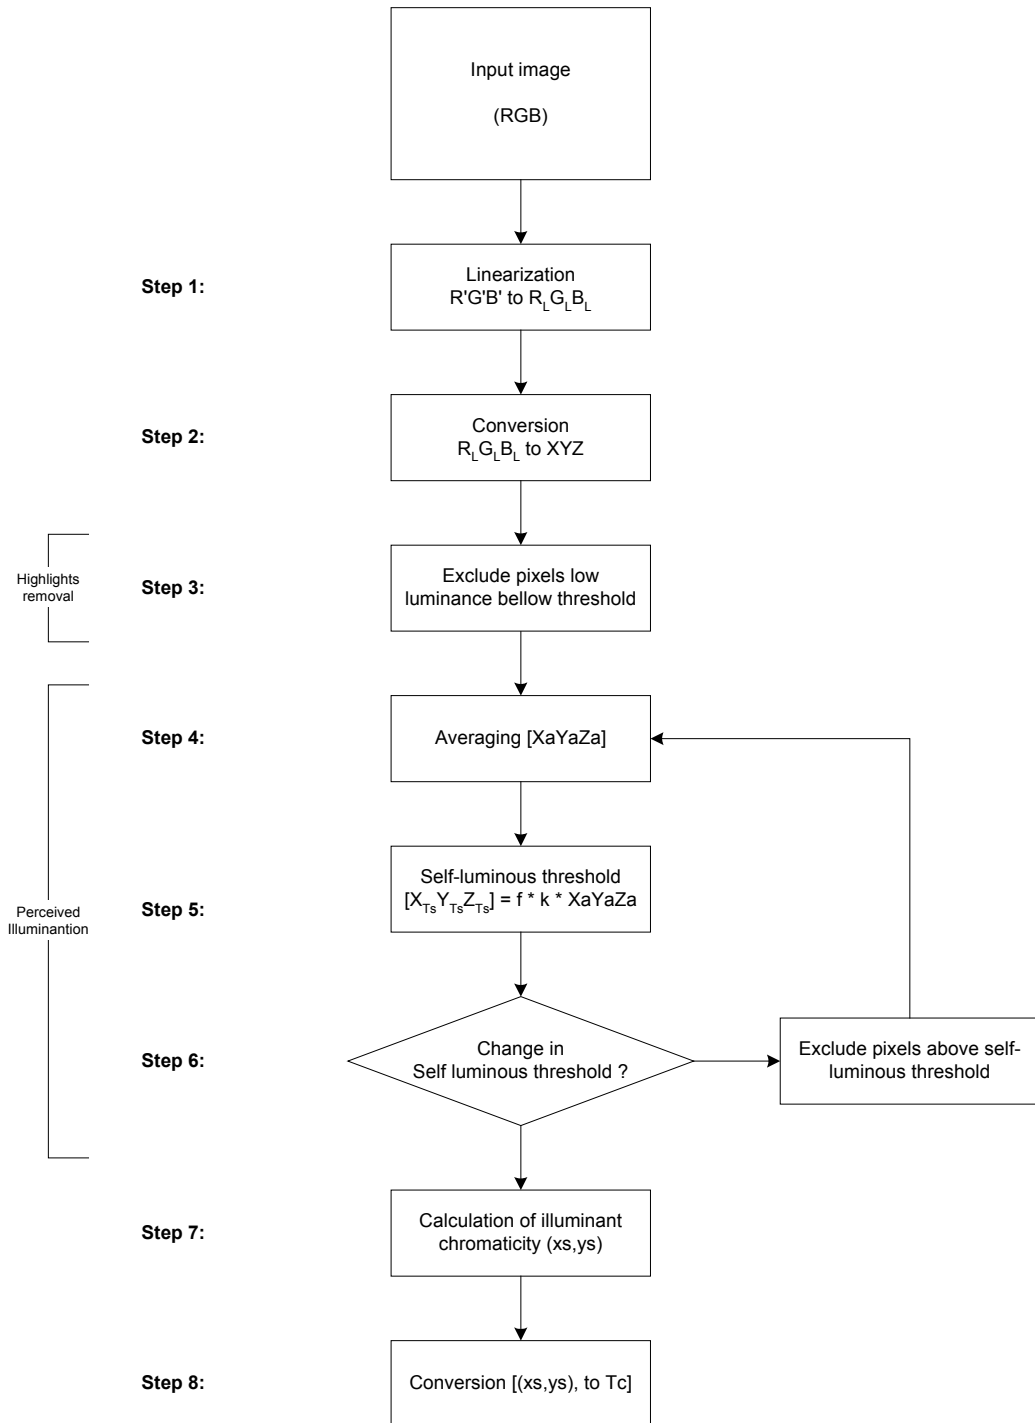 Input image
(RGB)
Step 1:
Linearization
R'G'B' to R_LG_LB_L
Step 2:
Conversion
R_LG_LB_L to XYZ
Highlights
removal
Step 3:
Exclude pixels low
luminance bellow threshold
Step 4:
Averaging [XaYaZa]
Perceived
Illuminantion
Step 5:
Self-luminous threshold
[X_TsY_TsZ_Ts] = f * k * XaYaZa
Step 6:
Change in
Self luminous threshold ?
Exclude pixels above self-
luminous threshold
Step 7:
Calculation of illuminant
chromaticity (xs,ys)
Step 8:
Conversion [(xs,ys), to Tc]